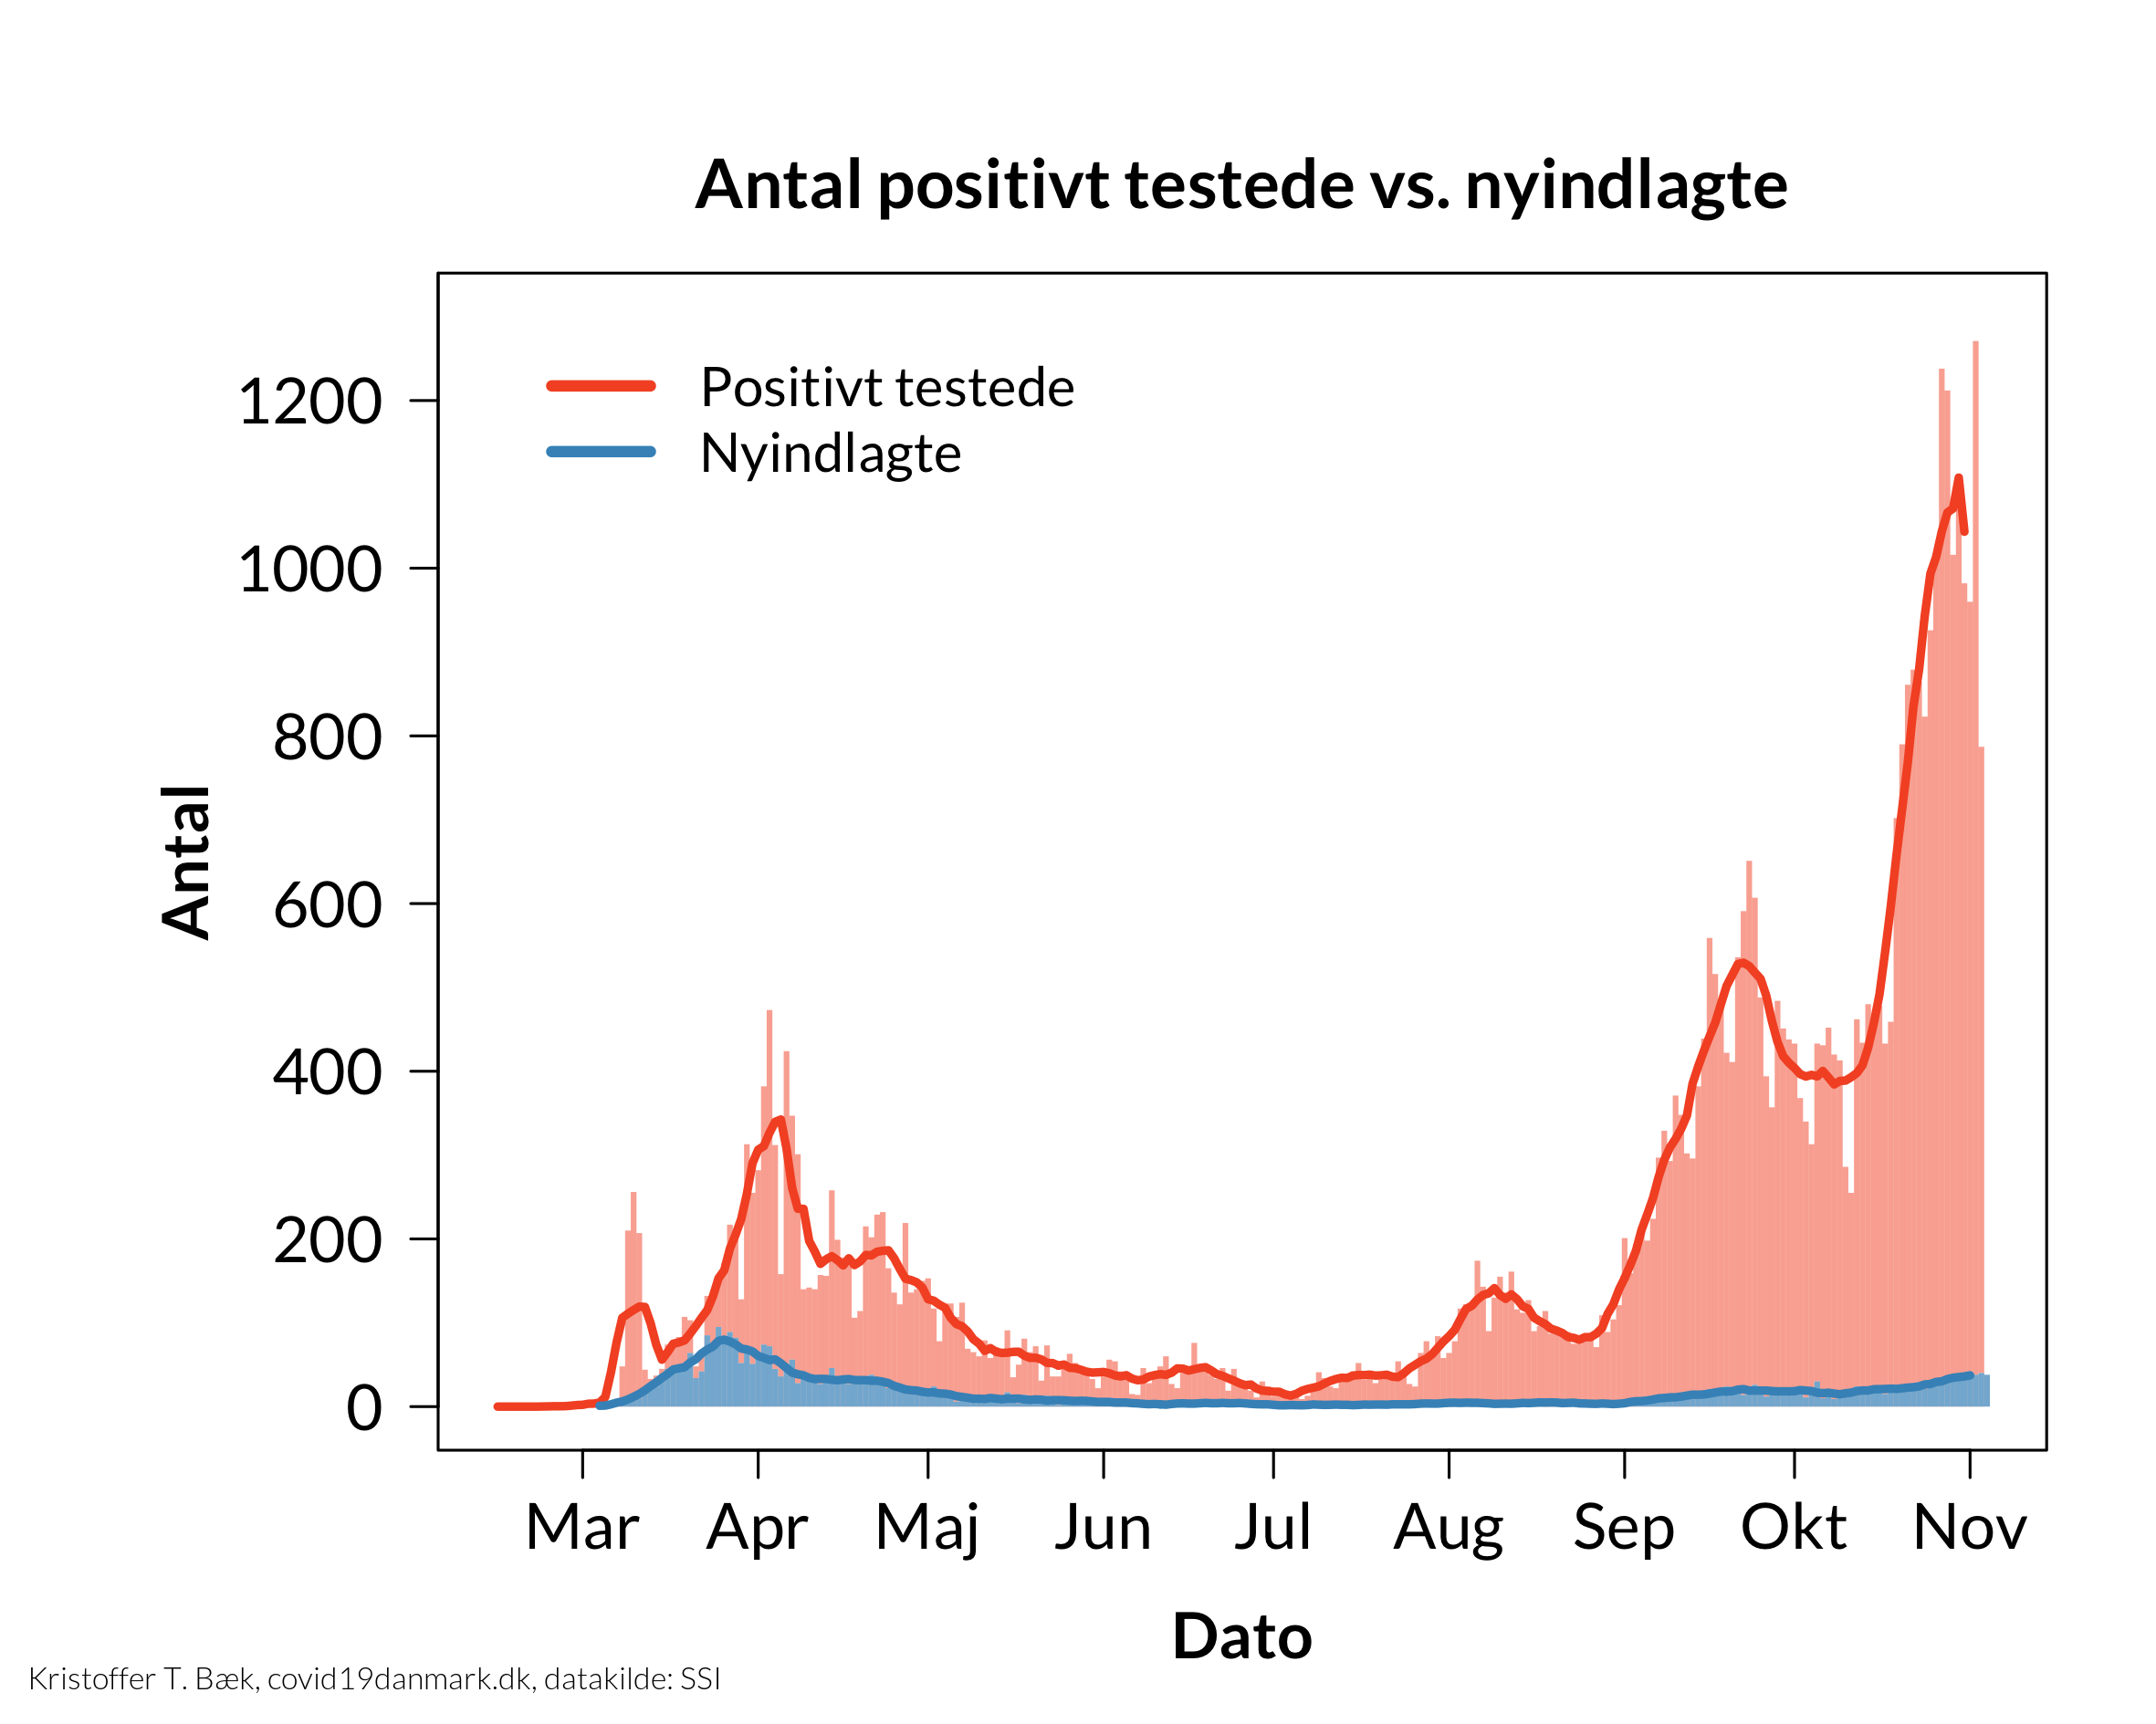 Antal positivt testede vs. nyindlagte
Positivt testede
Nyindlagte
1200
1000
800
600
400
200
0
Antal
Mar Apr Maj Jun Jul Aug Sep Okt Nov
Dato
Kristoffer T. Bæk, covid19danmark.dk, datakilde: SSI